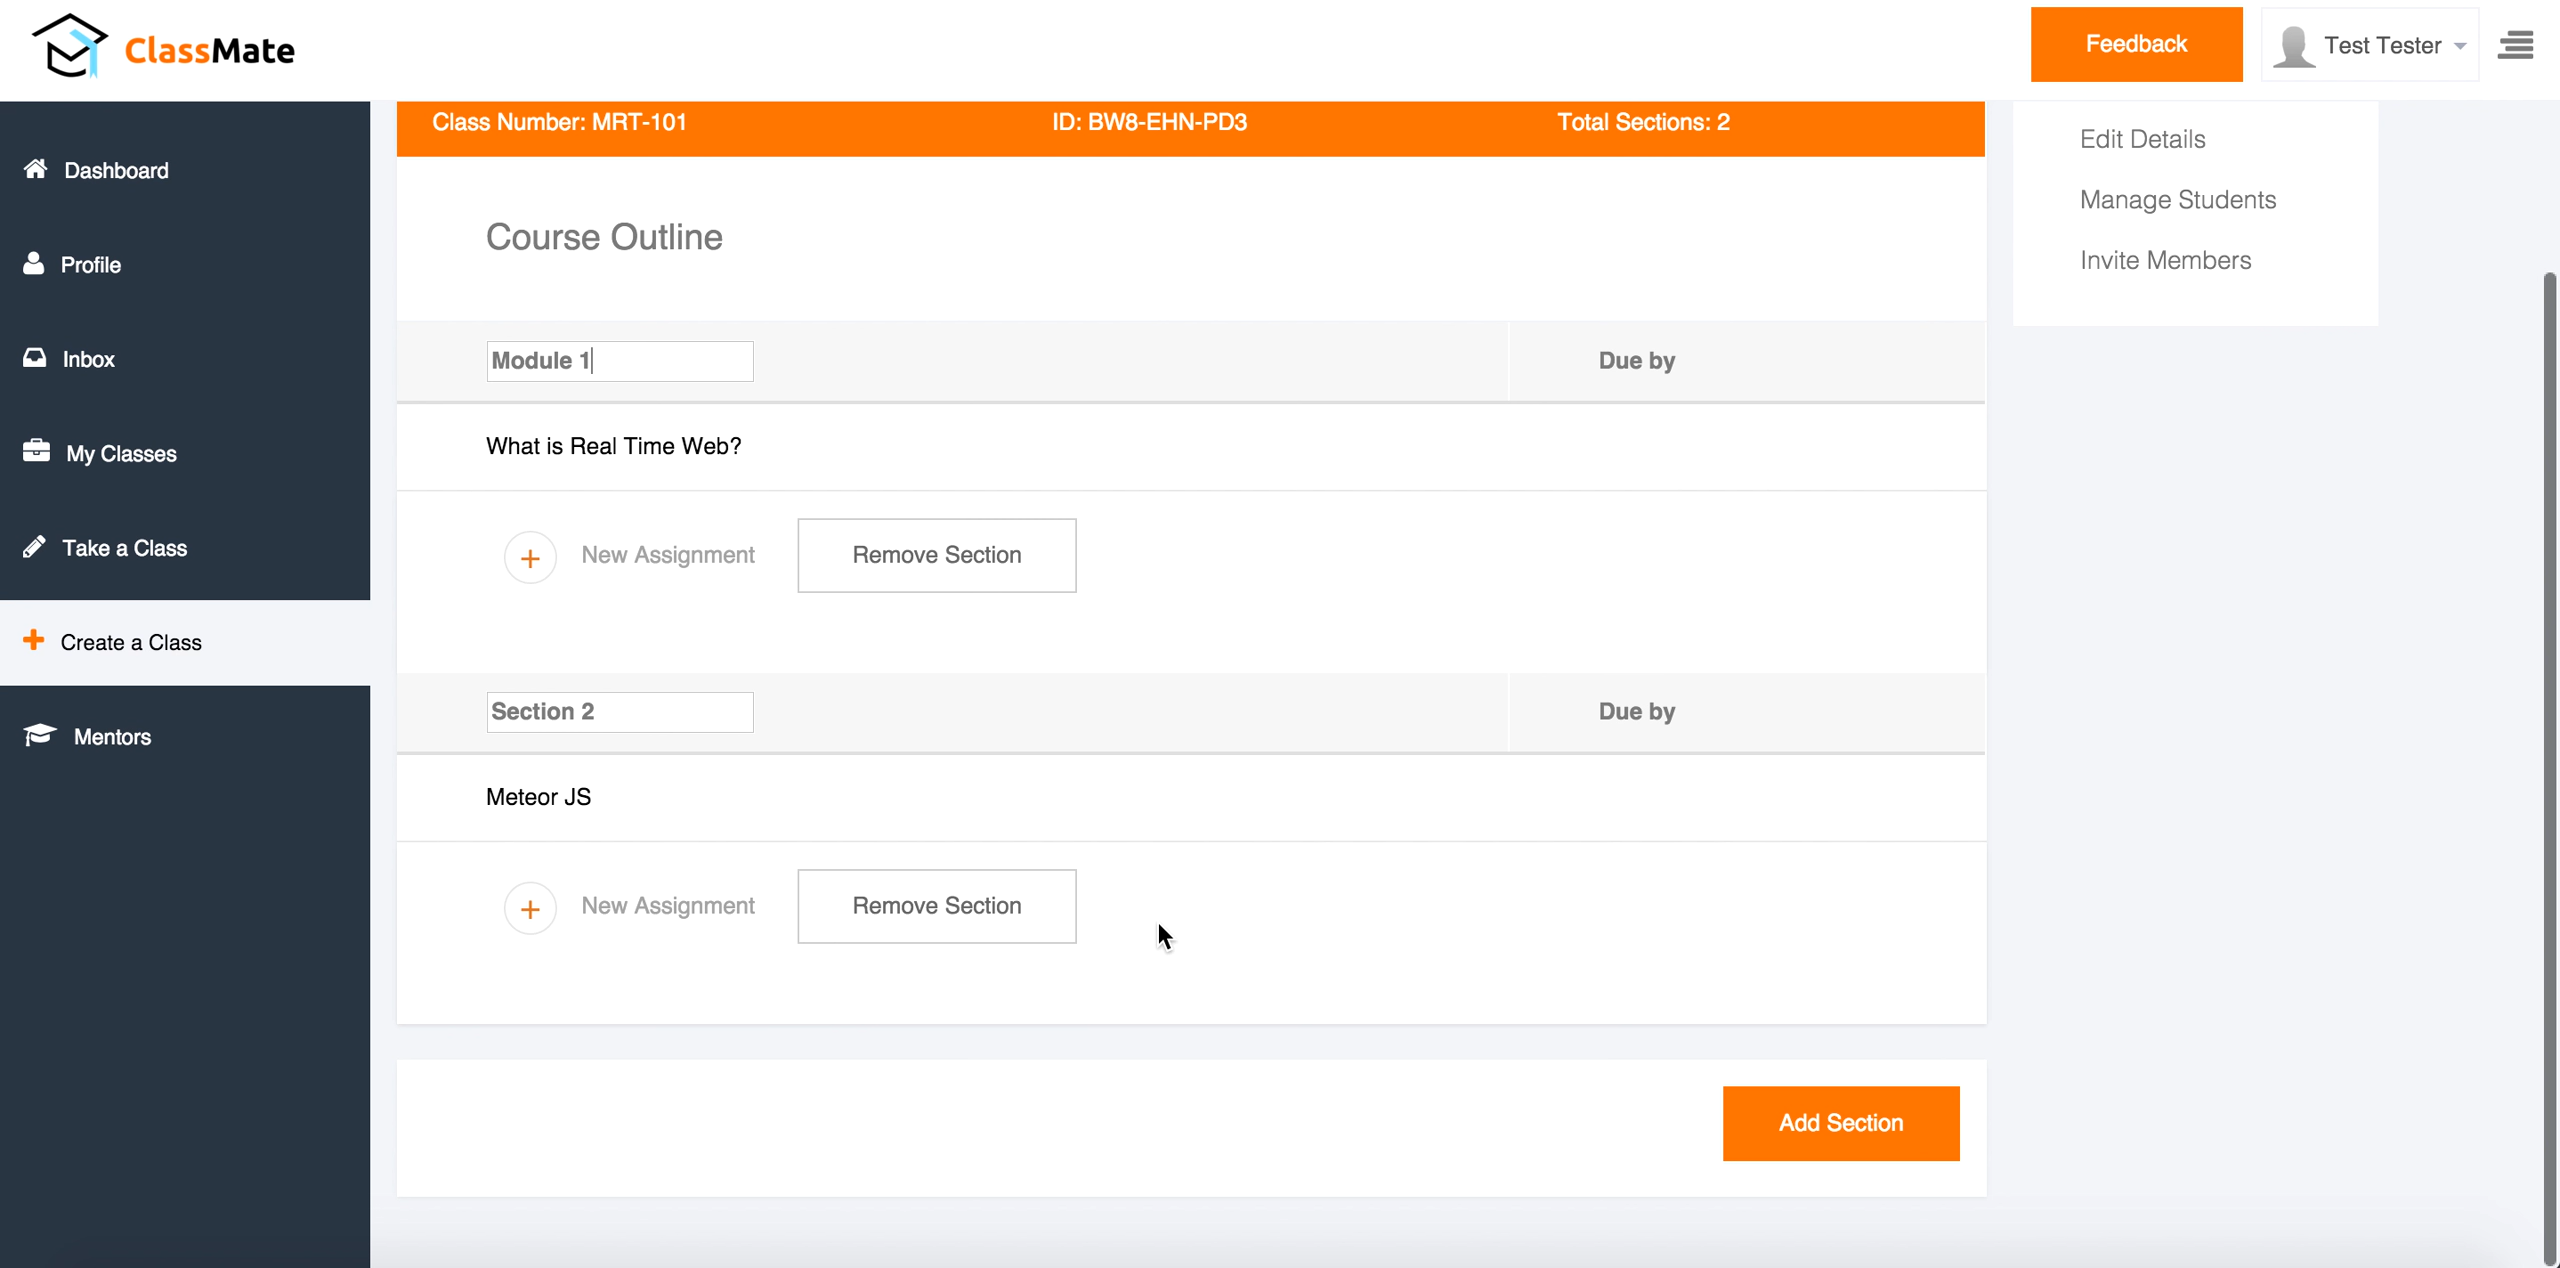 ClassMate
Feedback
Test Tester
Dashboard
Profile
Inbox
My Classes
Take a Class
Create a Class
Mentors
Class Number: MRT-101 ID: BW8-EHN-PD3 Total Sections: 2
Course Outline
Module 1 Due by
What is Real Time Web?
+ New Assignment Remove Section
Section 2 Due by
Meteor JS
+ New Assignment Remove Section
Add Section
Edit Details
Manage Students
Invite Members